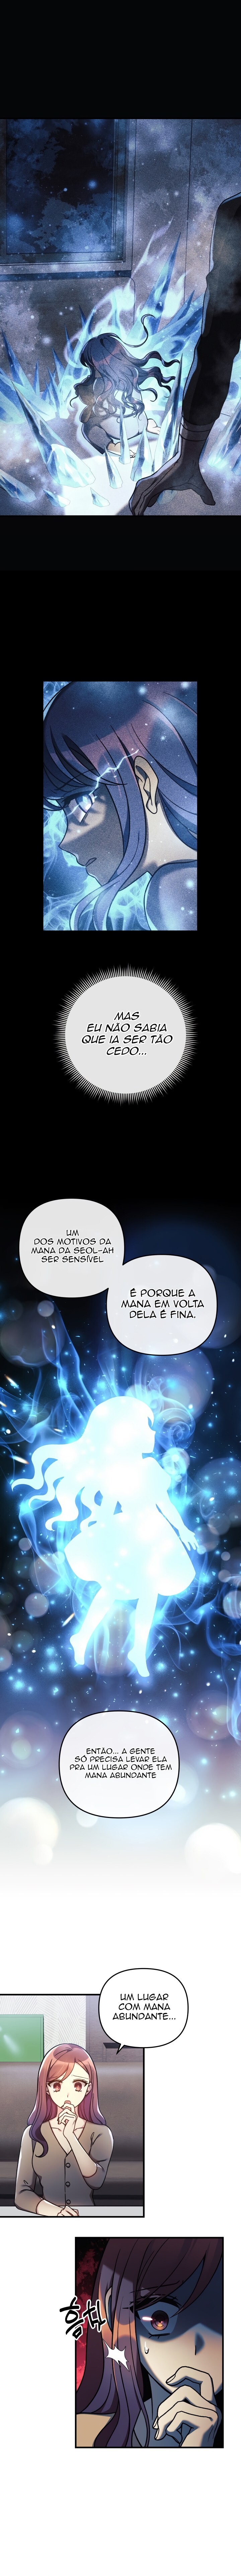 MAS
EU NÃO SABIA
QUE IA SER TÃO
CEDO...
UM
DOS MOTIVOS DA
MANA DA SEOL-AH
SER SENSÍVEL
É PORQUE A
MANA EM VOLTA
DELA É FINA.
ENTÃO... A GENTE
SÓ PRECISA LEVAR ELA
PRA UM LUGAR ONDE TEM
MANA ABUNDANTE
UM LUGAR
COM MANA
ABUNDANTE...
흠칫